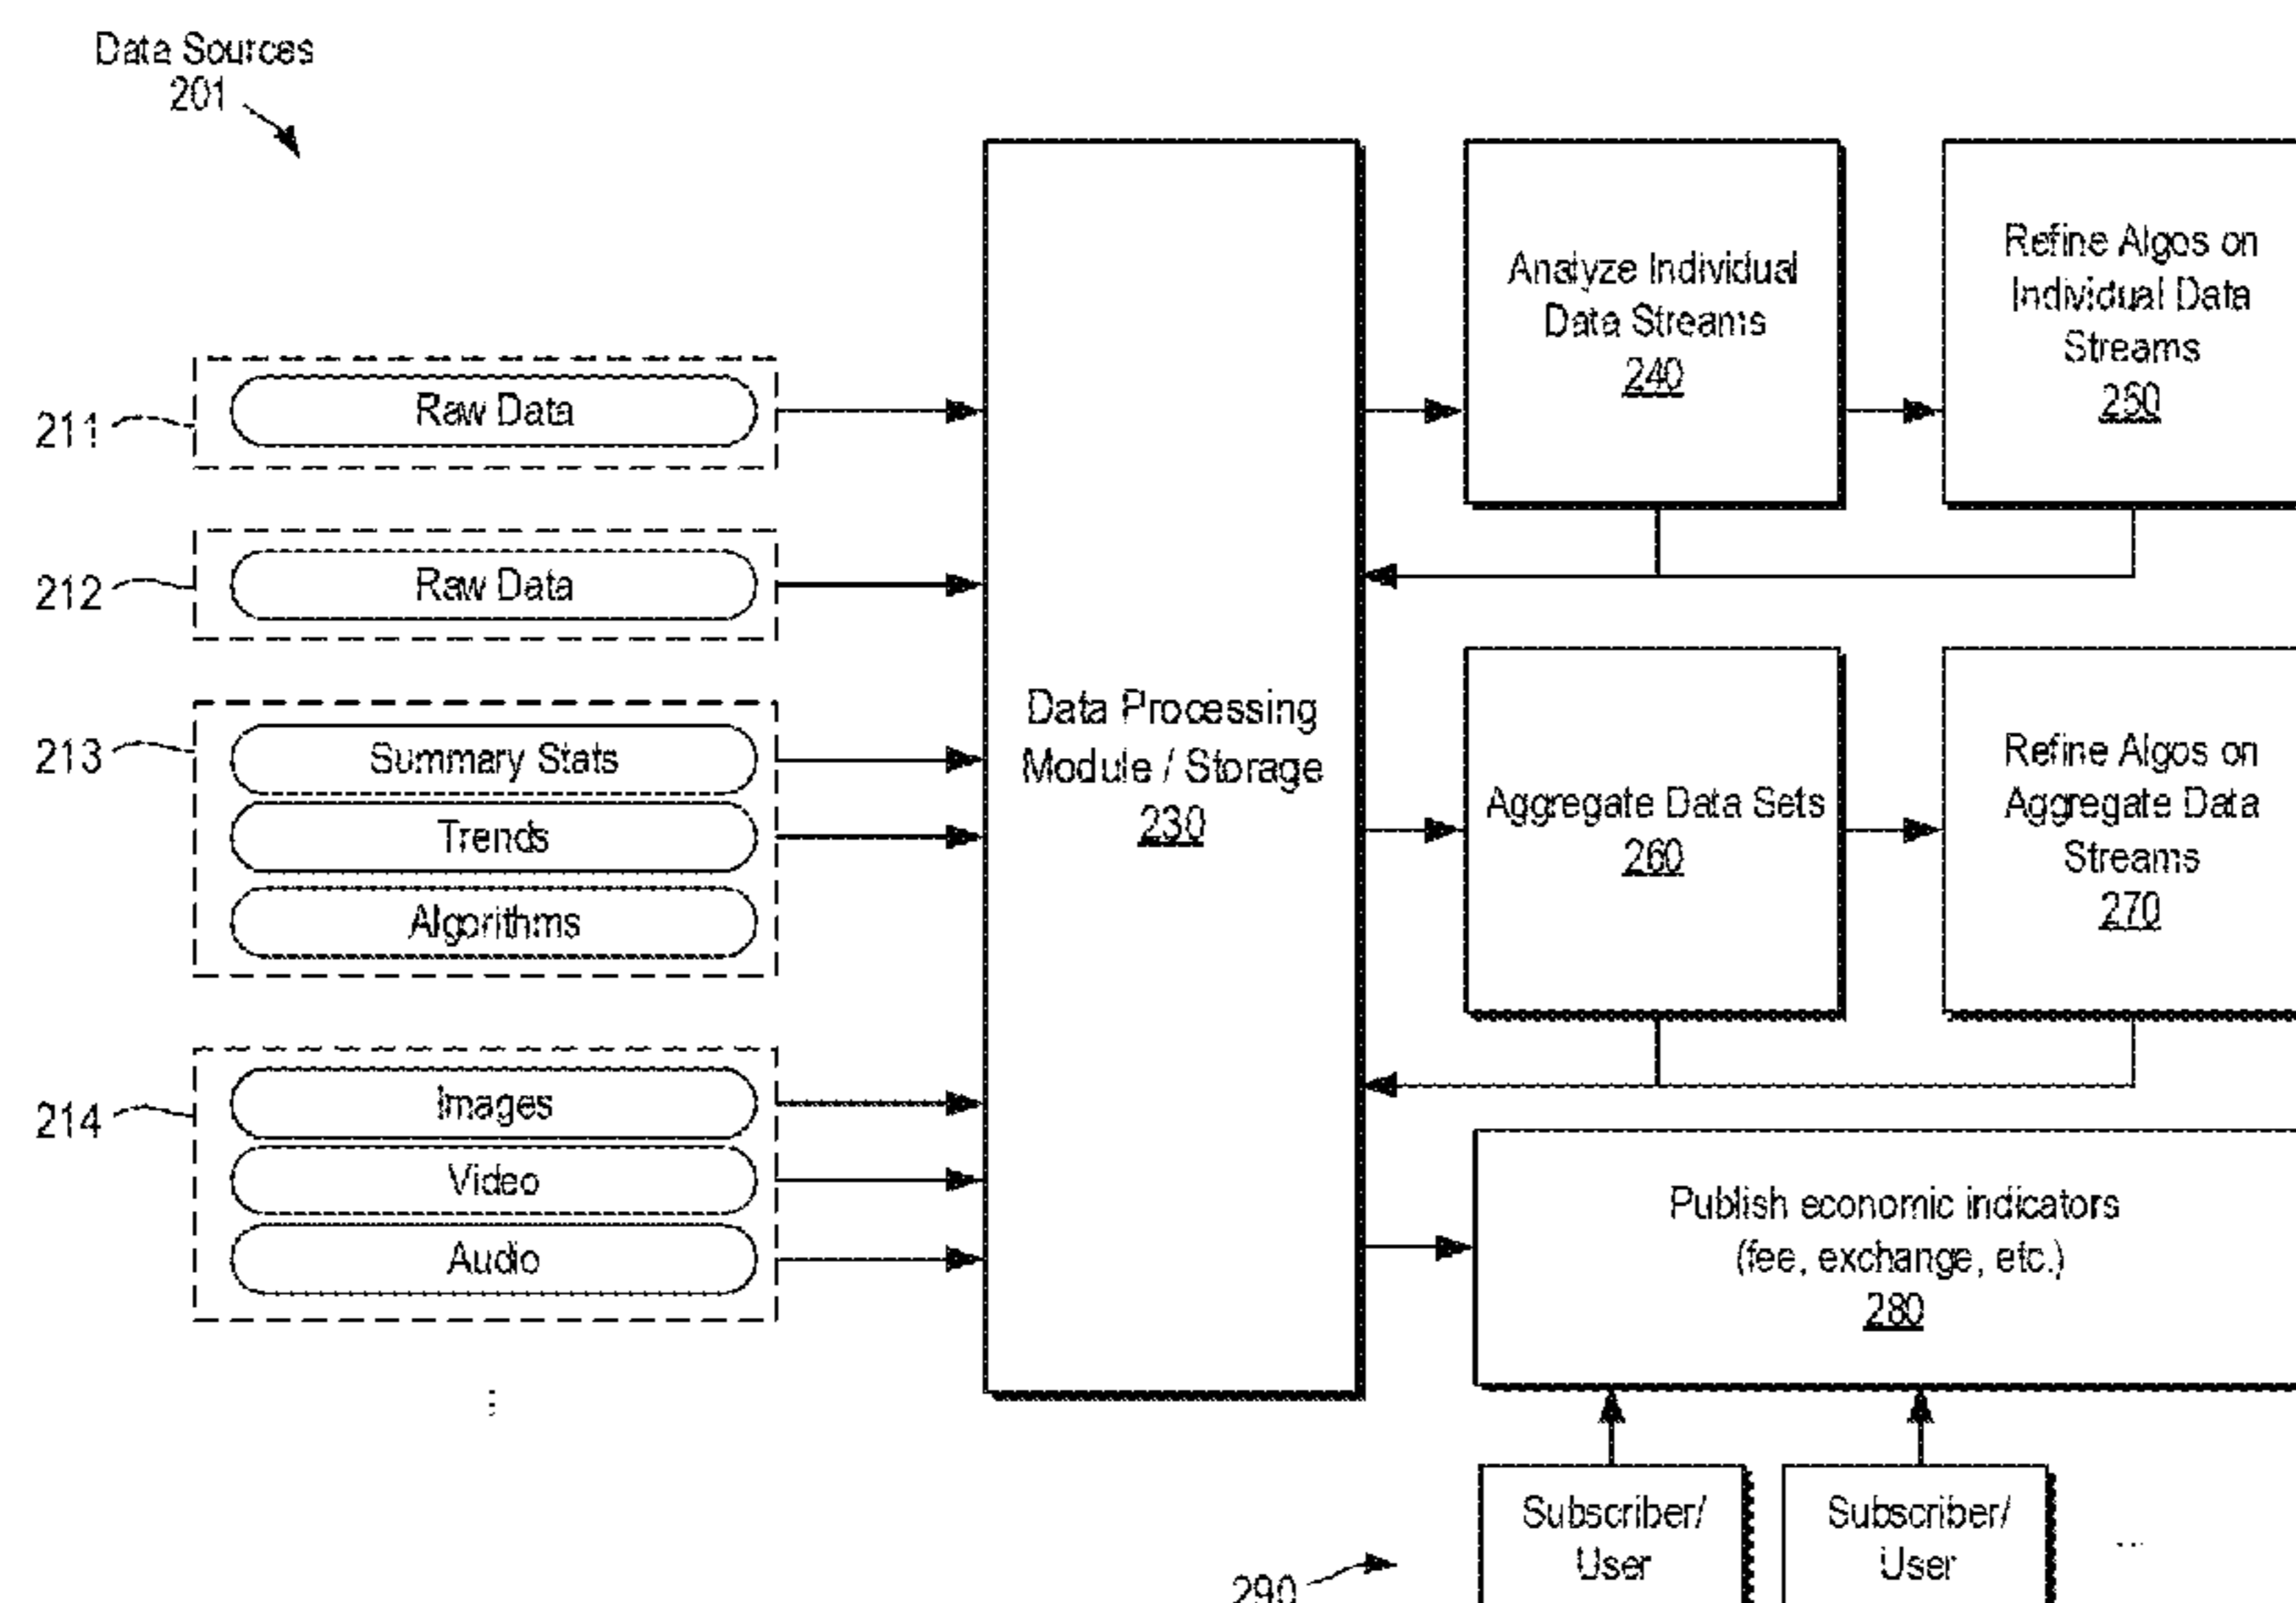 Data Sources
201
211
Raw Data
212
Raw Data
213
Summary Stats
Trends
Algorithms
214
Images
Video
Audio
Data Processing
Module / Storage
230
Analyze Individual
Data Streams
240
Refine Algos on
Individual Data
Streams
250
Aggregate Data Sets
260
Refine Algos on
Aggregate Data
Streams
270
Publish economic indicators
(fee, exchange, etc.)
280
290
Subscriber/
User
Subscriber/
User
...